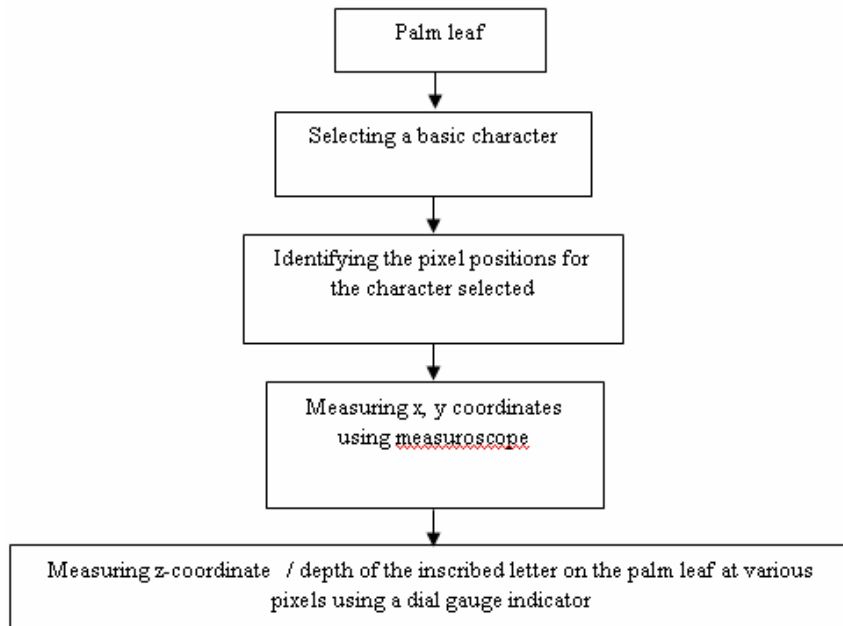 Palm leaf
Selecting a basic character
Identifying the pixel positions for
the character selected
Measuring x, y coordinates
using measuroscope
Measuring z-coordinate / depth of the inscribed letter on the palm leaf at various
pixels using a dial gauge indicator